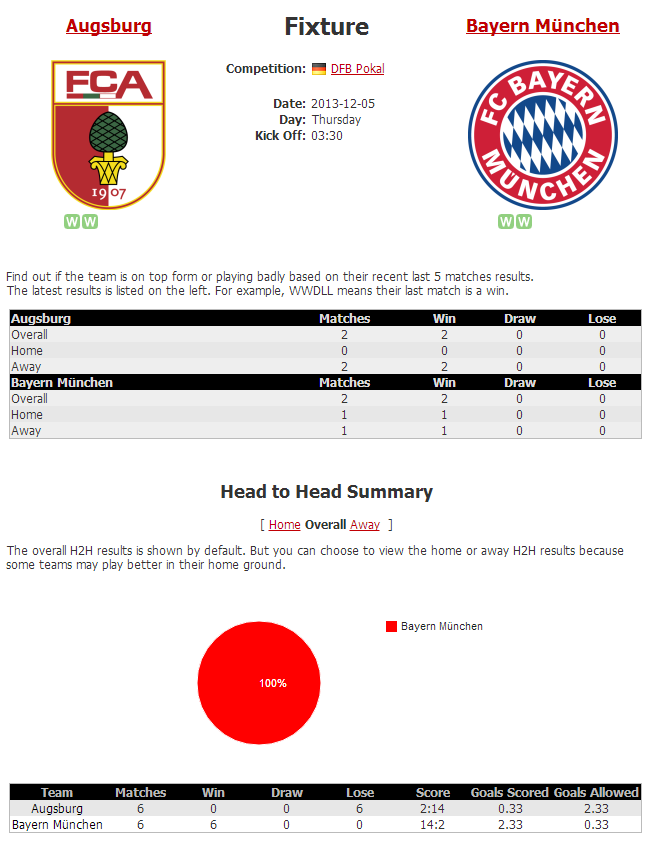 Augsburg Fixture Bayern München
FCA
1907
Competition: DFB Pokal
Date: 2013-12-05
Day: Thursday
Kick Off: 03:30
FC BAYERN
MÜNCHEN
W W
W W
Find out if the team is on top form or playing badly based on their recent last 5 matches results.
The latest results is listed on the left. For example, WWDLL means their last match is a win.
Augsburg Matches Win Draw Lose
Overall 2 2 0 0
Home 0 0 0 0
Away 2 2 0 0
Bayern München Matches Win Draw Lose
Overall 2 2 0 0
Home 1 1 0 0
Away 1 1 0 0
Head to Head Summary
[ Home Overall Away ]
The overall H2H results is shown by default. But you can choose to view the home or away H2H results because
some teams may play better in their home ground.
Bayern München
100%
Team Matches Win Draw Lose Score Goals Scored Goals Allowed
Augsburg 6 0 0 6 2:14 0.33 2.33
Bayern München 6 6 0 0 14:2 2.33 0.33